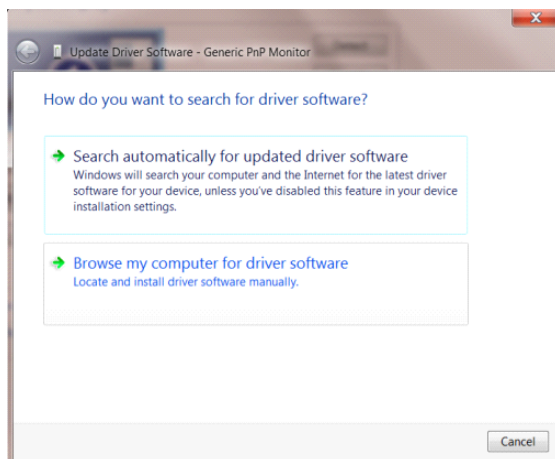 Update Driver Software - Generic PnP Monitor
How do you want to search for driver software?
Search automatically for updated driver software
Windows will search your computer and the Internet for the latest driver
software for your device, unless you've disabled this feature in your device
installation settings.
Browse my computer for driver software
Locate and install driver software manually.
Cancel